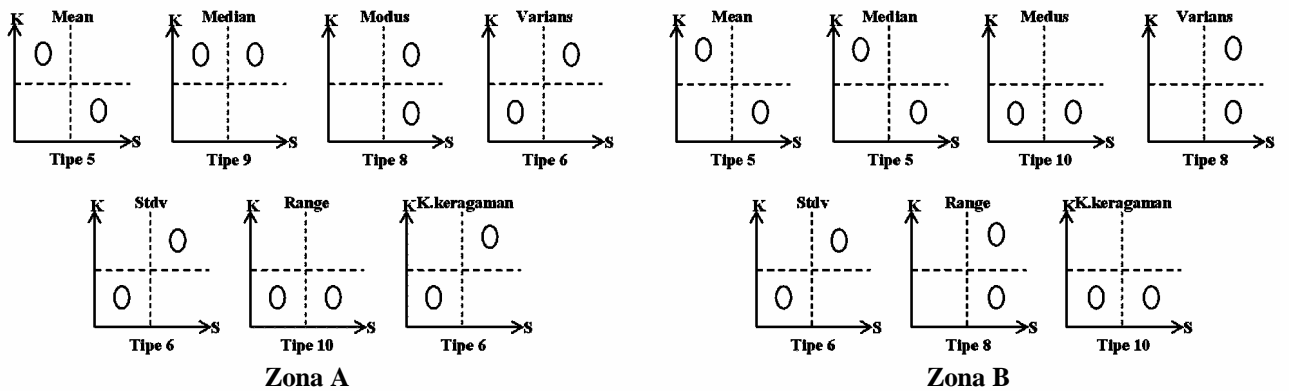 K Mean
S
Tipe 5
K Median
S
Tipe 9
K Modus
S
Tipe 8
K Varians
S
Tipe 6
K Stdv
S
Tipe 6
K Range
S
Tipe 10
K K.keragaman
S
Tipe 6
Zona A
K Mean
S
Tipe 5
K Median
S
Tipe 5
K Medus
S
Tipe 10
K Varians
S
Tipe 8
K Stdv
S
Tipe 6
K Range
S
Tipe 8
K K.keragaman
S
Tipe 10
Zona B